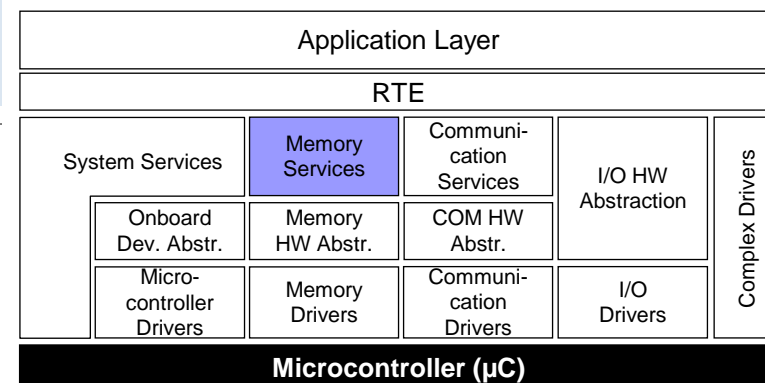 Application Layer
RTE
System Services
Memory
Services
Communi-
cation
Services
I/O HW
Abstraction
Complex Drivers
Onboard
Dev. Abstr.
Memory
HW Abstr.
COM HW
Abstr.
Micro-
controller
Drivers
Memory
Drivers
Communi-
cation
Drivers
I/O
Drivers
Microcontroller (µC)